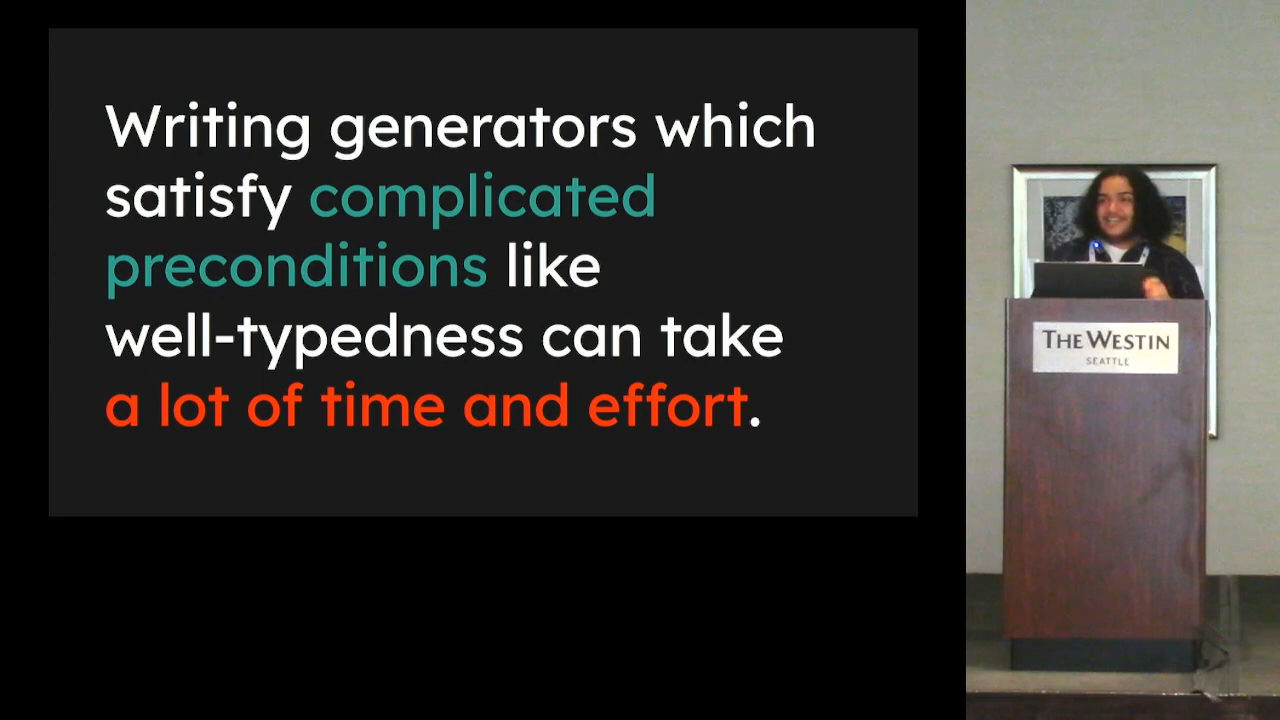 Writing generators which
satisfy complicated
preconditions like
well-typedness can take
a lot of time and effort.
THE WESTIN
SEATTLE